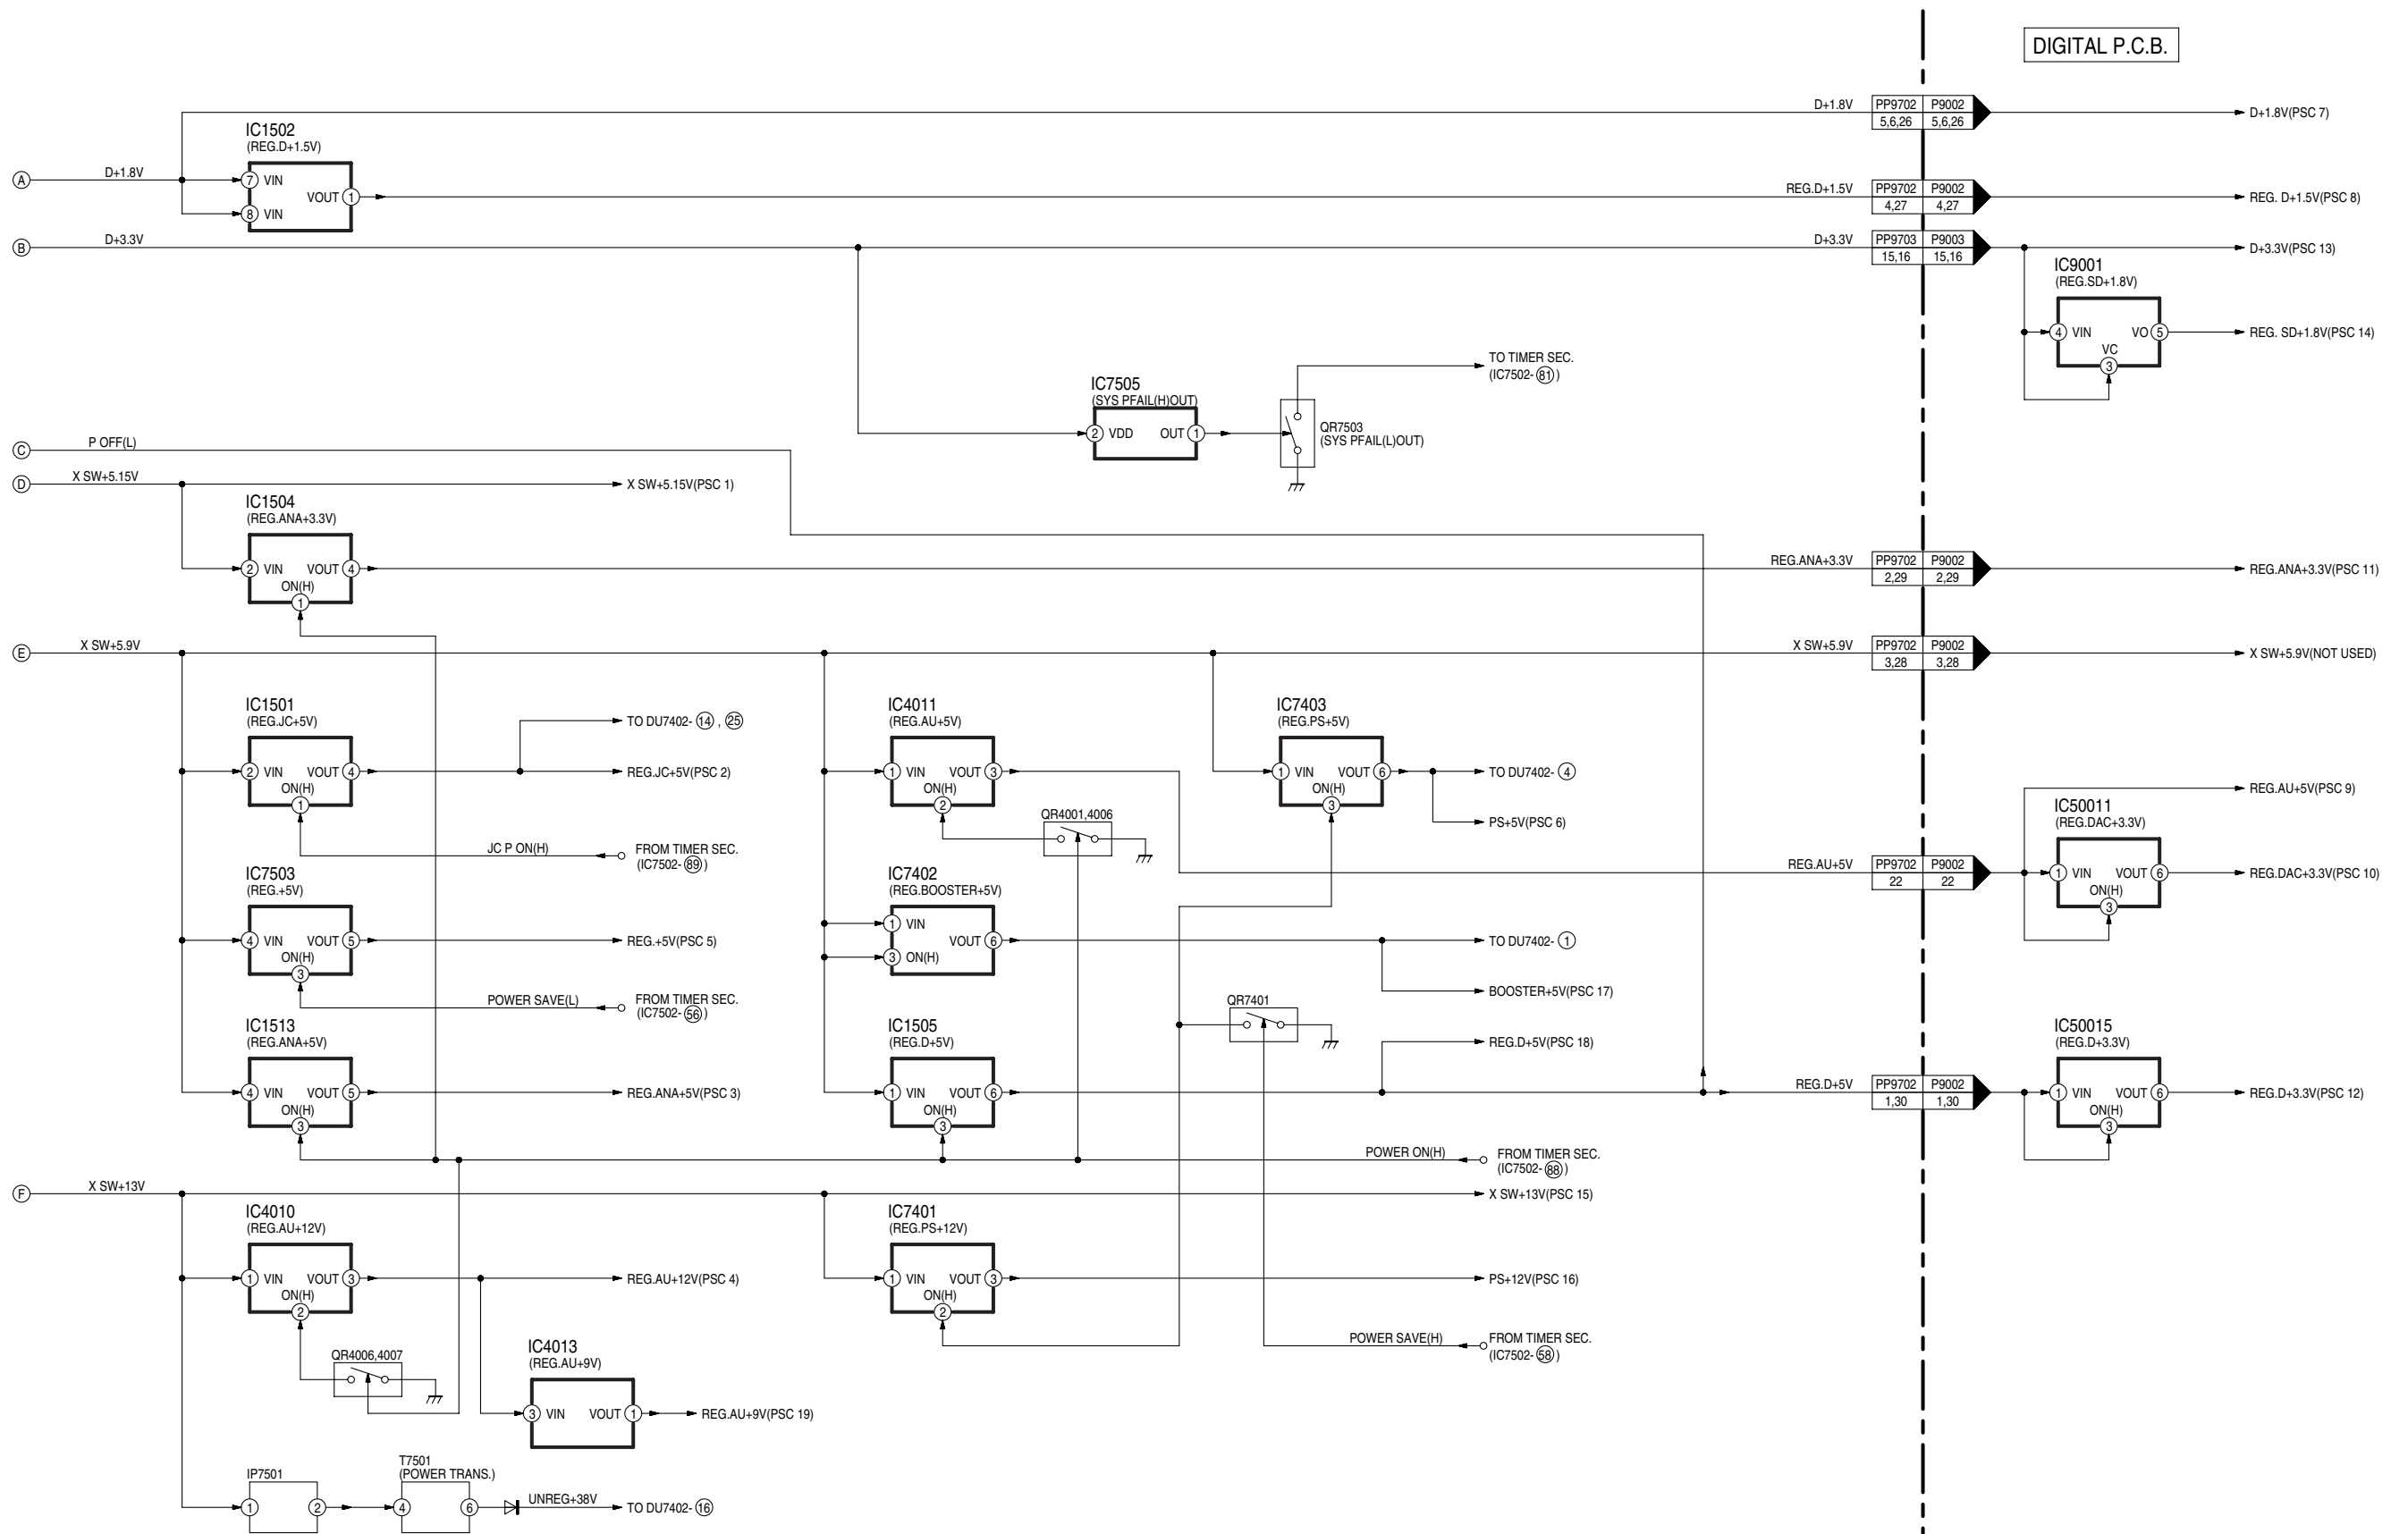 DIGITAL P.C.B.
D+1.8V
PP9702 P9002
5,6,26 5,6,26
D+1.8V(PSC 7)
IC1502
(REG.D+1.5V)
A
D+1.8V
7 VIN
VOUT 1
8 VIN
REG.D+1.5V
PP9702 P9002
4,27 4,27
REG. D+1.5V(PSC 8)
B
D+3.3V
D+3.3V
PP9703 P9003
15,16 15,16
D+3.3V(PSC 13)
IC9001
(REG.SD+1.8V)
4 VIN
VO 5
VC
3
REG. SD+1.8V(PSC 14)
TO TIMER SEC.
(IC7502-81)
IC7505
(SYS PFAIL(H)OUT)
2 VDD
OUT 1
QR7503
(SYS PFAIL(L)OUT)
C
P OFF(L)
D
X SW+5.15V
X SW+5.15V(PSC 1)
IC1504
(REG.ANA+3.3V)
2 VIN
VOUT 4
ON(H)
1
REG.ANA+3.3V
PP9702 P9002
2,29 2,29
REG.ANA+3.3V(PSC 11)
E
X SW+5.9V
X SW+5.9V
PP9702 P9002
3,28 3,28
X SW+5.9V(NOT USED)
IC1501
(REG.JC+5V)
2 VIN
VOUT 4
ON(H)
1
TO DU7402- 14 , 25
REG.JC+5V(PSC 2)
JC P ON(H)
FROM TIMER SEC.
(IC7502-89)
IC4011
(REG.AU+5V)
1 VIN
VOUT 3
ON(H)
2
QR4001,4006
IC7403
(REG.PS+5V)
1 VIN
VOUT 6
ON(H)
3
TO DU7402- 4
PS+5V(PSC 6)
REG.AU+5V
PP9702 P9002
22 22
REG.AU+5V(PSC 9)
IC50011
(REG.DAC+3.3V)
1 VIN
VOUT 6
ON(H)
3
REG.DAC+3.3V(PSC 10)
IC7503
(REG.+5V)
4 VIN
VOUT 5
ON(H)
3
REG.+5V(PSC 5)
POWER SAVE(L)
FROM TIMER SEC.
(IC7502-56)
IC7402
(REG.BOOSTER+5V)
1 VIN
VOUT 6
3 ON(H)
TO DU7402- 1
BOOSTER+5V(PSC 17)
QR7401
IC1513
(REG.ANA+5V)
4 VIN
VOUT 5
ON(H)
3
REG.ANA+5V(PSC 3)
IC1505
(REG.D+5V)
1 VIN
VOUT 6
ON(H)
3
REG.D+5V(PSC 18)
REG.D+5V
PP9702 P9002
1,30 1,30
IC50015
(REG.D+3.3V)
1 VIN
VOUT 6
ON(H)
3
REG.D+3.3V(PSC 12)
POWER ON(H)
FROM TIMER SEC.
(IC7502-88)
F
X SW+13V
X SW+13V(PSC 15)
IC4010
(REG.AU+12V)
1 VIN
VOUT 3
ON(H)
2
REG.AU+12V(PSC 4)
QR4006,4007
IC4013
(REG.AU+9V)
3 VIN
VOUT 1
REG.AU+9V(PSC 19)
IC7401
(REG.PS+12V)
1 VIN
VOUT 3
ON(H)
2
PS+12V(PSC 16)
POWER SAVE(H)
FROM TIMER SEC.
(IC7502-58)
IP7501
1 2
T7501
(POWER TRANS.)
4 6
UNREG+38V
TO DU7402- 16